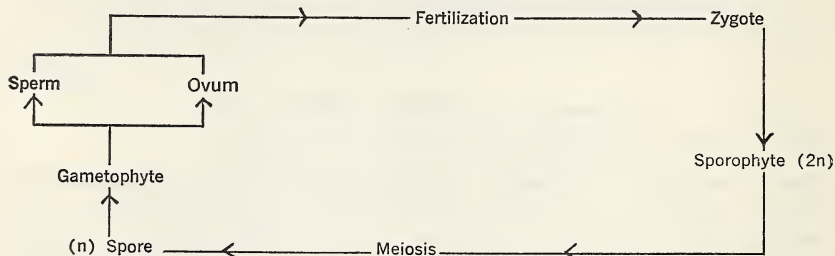 Fertilization
Zygote
Sperm
Ovum
Sporophyte (2n)
Gametophyte
(n) Spore
Meiosis